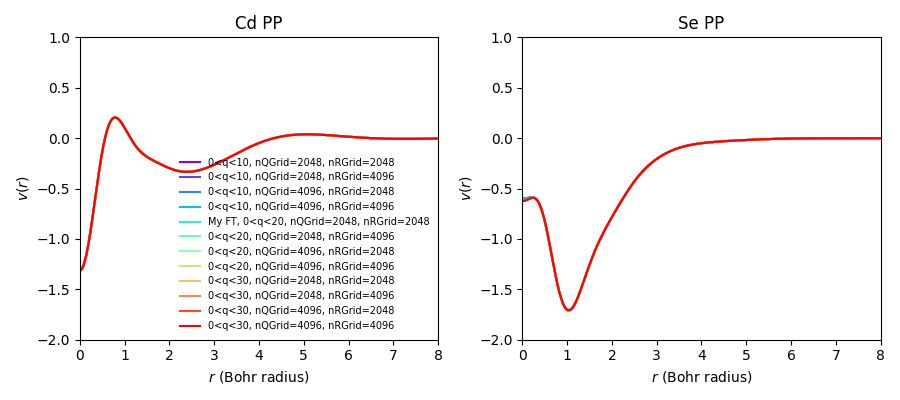 Cd PP
1.0
0.5
0.0
−0.5
−1.0
−1.5
−2.0
v(r)
0<q<10, nQGrid=2048, nRGrid=2048
0<q<10, nQGrid=2048, nRGrid=4096
0<q<10, nQGrid=4096, nRGrid=2048
0<q<10, nQGrid=4096, nRGrid=4096
My FT, 0<q<20, nQGrid=2048, nRGrid=2048
0<q<20, nQGrid=2048, nRGrid=4096
0<q<20, nQGrid=4096, nRGrid=2048
0<q<20, nQGrid=4096, nRGrid=4096
0<q<30, nQGrid=2048, nRGrid=2048
0<q<30, nQGrid=2048, nRGrid=4096
0<q<30, nQGrid=4096, nRGrid=2048
0<q<30, nQGrid=4096, nRGrid=4096
0 1 2 3 4 5 6 7 8
r (Bohr radius)
Se PP
1.0
0.5
0.0
−0.5
−1.0
−1.5
−2.0
v(r)
0 1 2 3 4 5 6 7 8
r (Bohr radius)